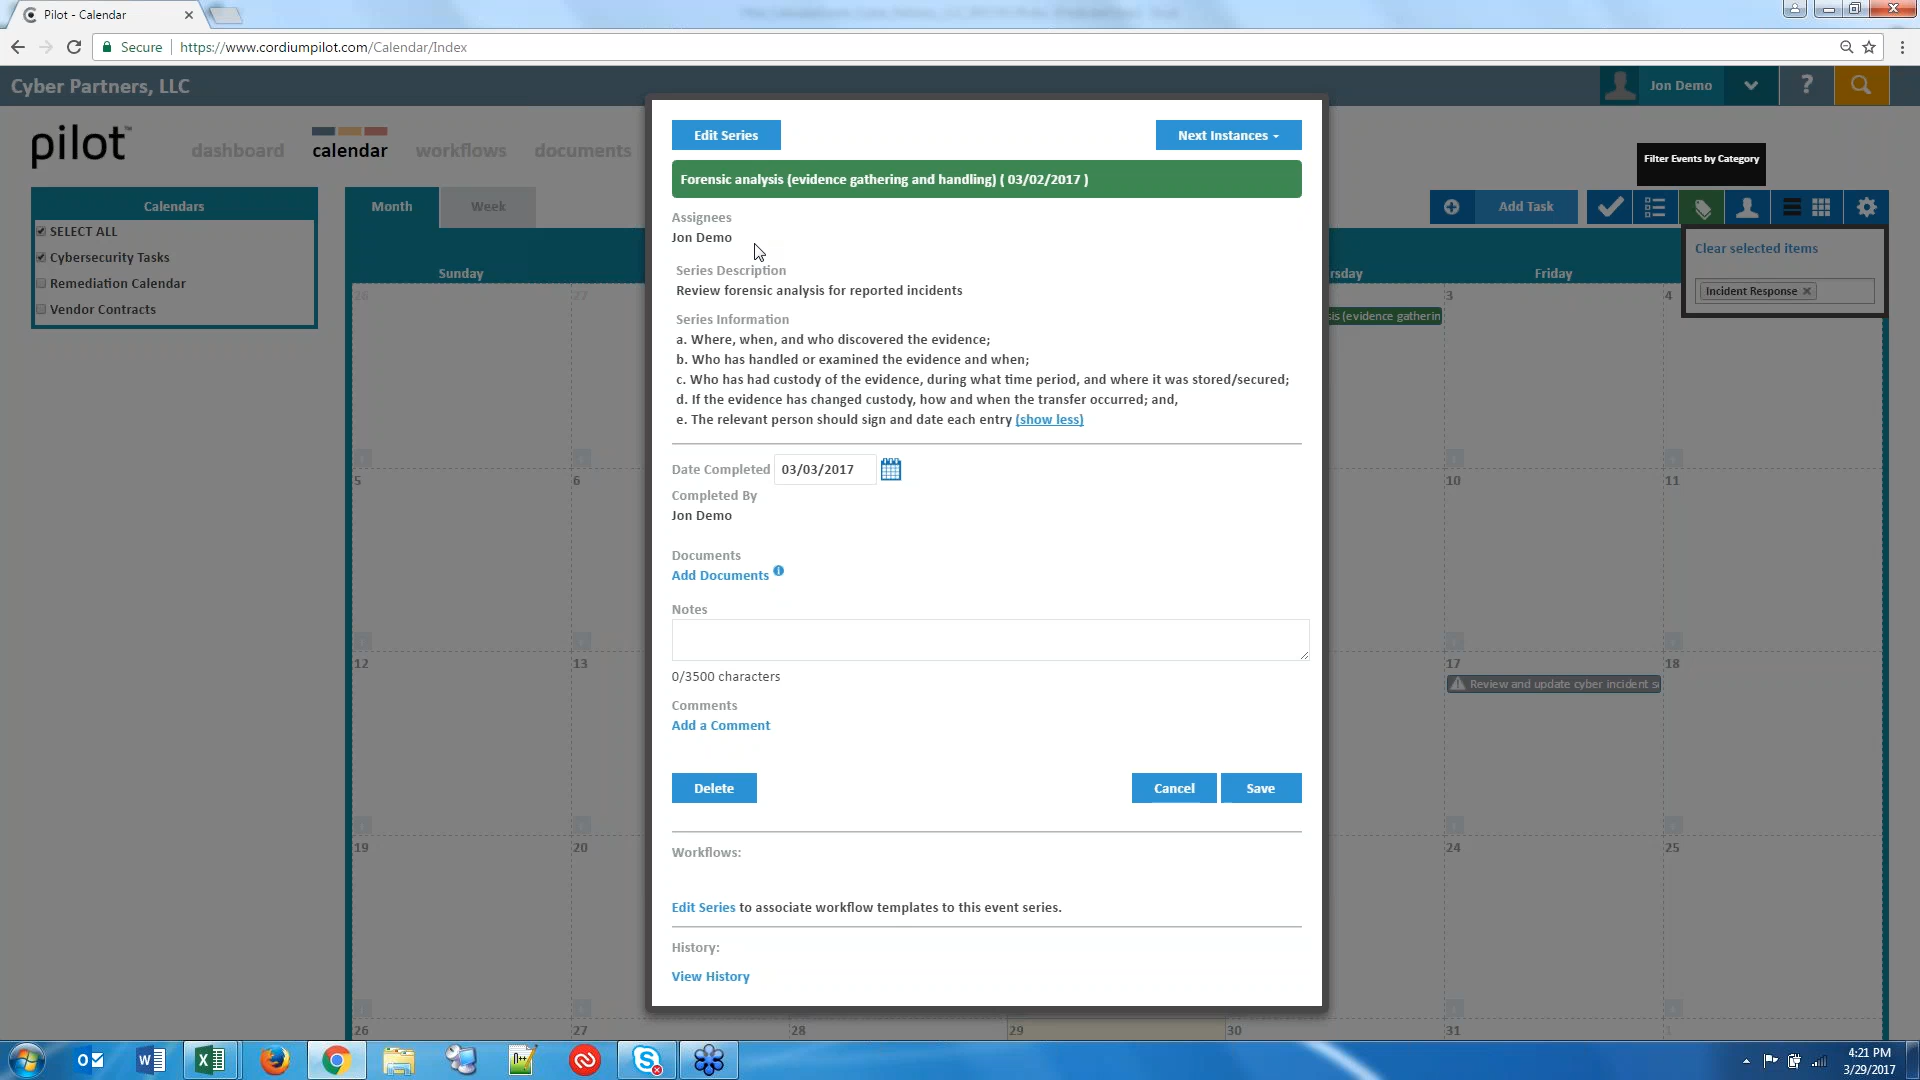 Pilot - Calendar
Secure
https://www.cordiumpilot.com/Calendar/Index
Cyber Partners, LLC
Jon Demo
?
pilot™
dashboard
calendar
workflows
documents
Filter Events by Category
Calendars
SELECT ALL
Cybersecurity Tasks
Remediation Calendar
Vendor Contracts
Month
Week
Add Task
Clear selected items
Incident Response
Sunday
rsday
Friday
26
27
3
4
sis (evidence gatherin
5
6
10
11
12
13
17
18
Review and update cyber incident s
19
20
24
25
26
27
28
29
30
31
1
Edit Series
Next Instances
Forensic analysis (evidence gathering and handling) ( 03/02/2017 )
Assignees
Jon Demo
Series Description
Review forensic analysis for reported incidents
Series Information
a. Where, when, and who discovered the evidence;
b. Who has handled or examined the evidence and when;
c. Who has had custody of the evidence, during what time period, and where it was stored/secured;
d. If the evidence has changed custody, how and when the transfer occurred; and,
e. The relevant person should sign and date each entry (show less)
Date Completed 03/03/2017
Completed By
Jon Demo
Documents
Add Documents
Notes
0/3500 characters
Comments
Add a Comment
Delete
Cancel
Save
Workflows:
Edit Series to associate workflow templates to this event series.
History:
View History
4:21 PM
3/29/2017